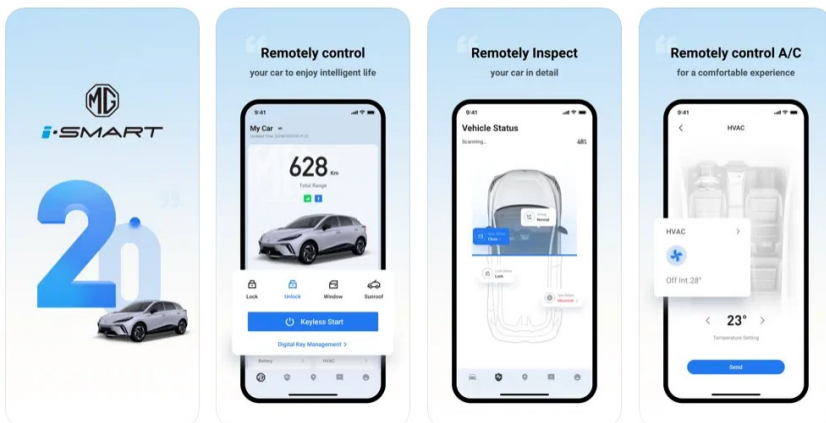 MG
i-SMART
2.0
Remotely control
your car to enjoy intelligent life
9:41
My Car
628 Km
Total Range
Lock
Unlock
Window
Sunroof
Keyless Start
Digital Key Management >
Battery
HVAC
Remotely Inspect
your car in detail
9:41
Vehicle Status
Scanning...
48%
Normal
Lock
Remotely control A/C
for a comfortable experience
9:41
HVAC
HVAC
Off Int.28°
23°
Temperature Setting
Send